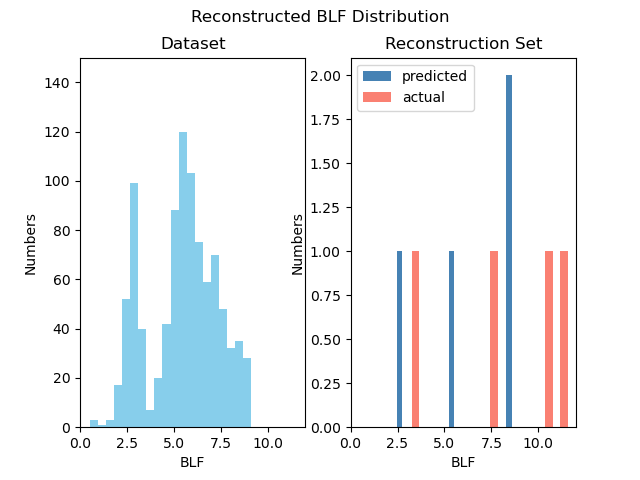 Reconstructed BLF Distribution
Dataset
140
120
100
80
60
40
20
0
0.0 2.5 5.0 7.5 10.0
BLF
Numbers
Reconstruction Set
predicted
actual
2.00
1.75
1.50
1.25
1.00
0.75
0.50
0.25
0.00
0.0 2.5 5.0 7.5 10.0
BLF
Numbers